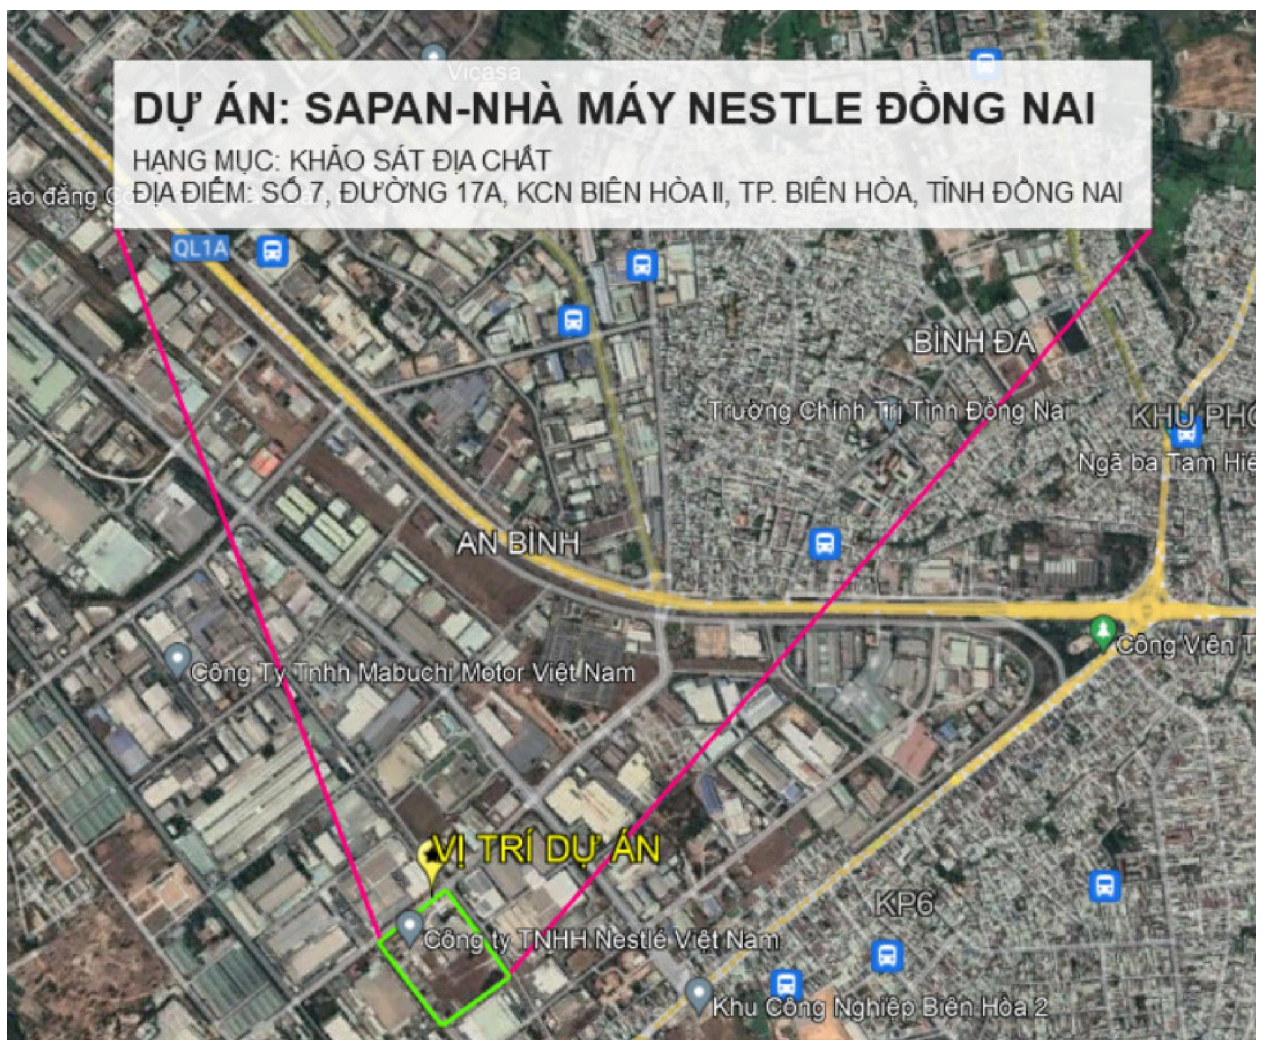 Vicasa
DỰ ÁN: SAPAN-NHÀ MÁY NESTLE ĐỒNG NAI
HẠNG MỤC: KHẢO SÁT ĐỊA CHẤT
ĐỊA ĐIỂM: SỐ 7, ĐƯỜNG 17A, KCN BIÊN HÒA II, TP. BIÊN HÒA, TỈNH ĐỒNG NAI
ao đẳng
QL1A
BÌNH ĐA
Trường Chính Trị Tỉnh Đồng Nai
KHU PHỐ
Ngã ba Tam Hiệ
AN BÌNH
Công Viên T
Công Ty Tnhh Mabuchi Motor Việt Nam
VỊ TRÍ DỰ ÁN
KP6
Công ty TNHH Nestlé Việt Nam
Khu Công Nghiệp Biên Hòa 2